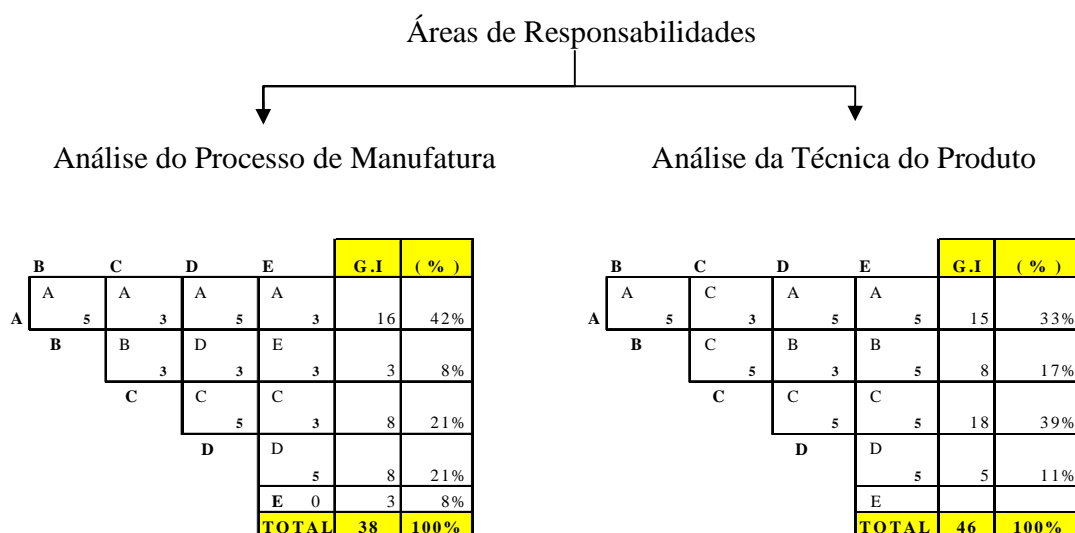 Áreas de Responsabilidades
Análise do Processo de Manufatura
Análise da Técnica do Produto
B C D E G.I (%)
A A A A
A 5 3 5 3 16 42%
B B D E
3 3 3 3 8%
C C C
5 3 8 21%
D D
5 8 21%
E 0 3 8%
TOTAL 38 100%
B C D E G.I (%)
A C A A
A 5 3 5 5 15 33%
B C B B
5 3 5 8 17%
C C C
5 5 18 39%
D D
5 5 11%
E
TOTAL 46 100%